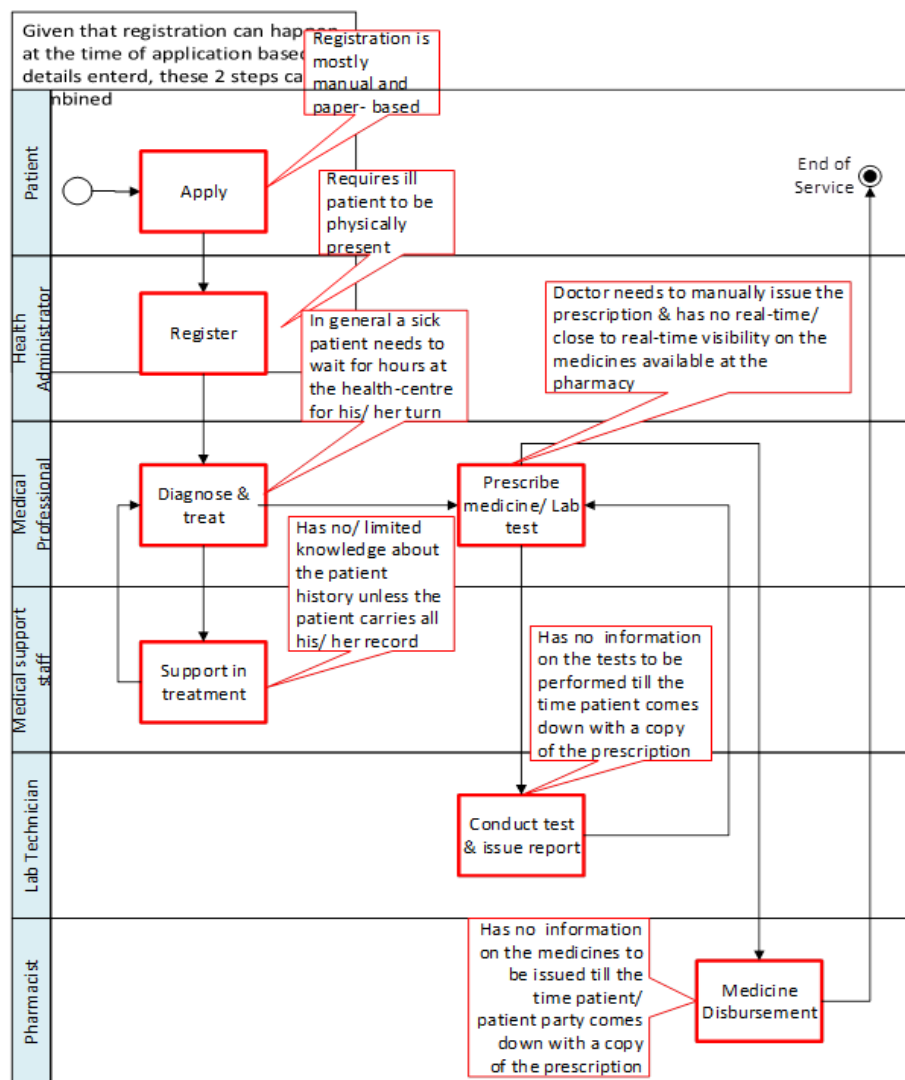 Given that registration can happen
at the time of application based
details enterd, these 2 steps ca
mbined
Registration is
mostly
manual and
paper- based
Patient
Apply
End of
Service
Requires ill
patient to be
physically
present
Health
Administrator
Register
In general a sick
patient needs to
wait for hours at
the health-centre
for his/ her turn
Doctor needs to manually issue the
prescription & has no real-time/
close to real-time visibility on the
medicines available at the
pharmacy
Medical
Professional
Diagnose &
treat
Prescribe
medicine/ Lab
test
Has no/ limited
knowledge about
the patient
history unless the
patient carries all
his/ her record
Medical support
staff
Support in
treatment
Has no  information
on the tests to be
performed till the
time patient comes
down with a copy
of the prescription
Lab Technician
Conduct test
& issue report
Pharmacist
Has no  information
on the medicines to
be issued till the
time patient/
patient party comes
down with a copy
of the prescription
Medicine
Disbursement